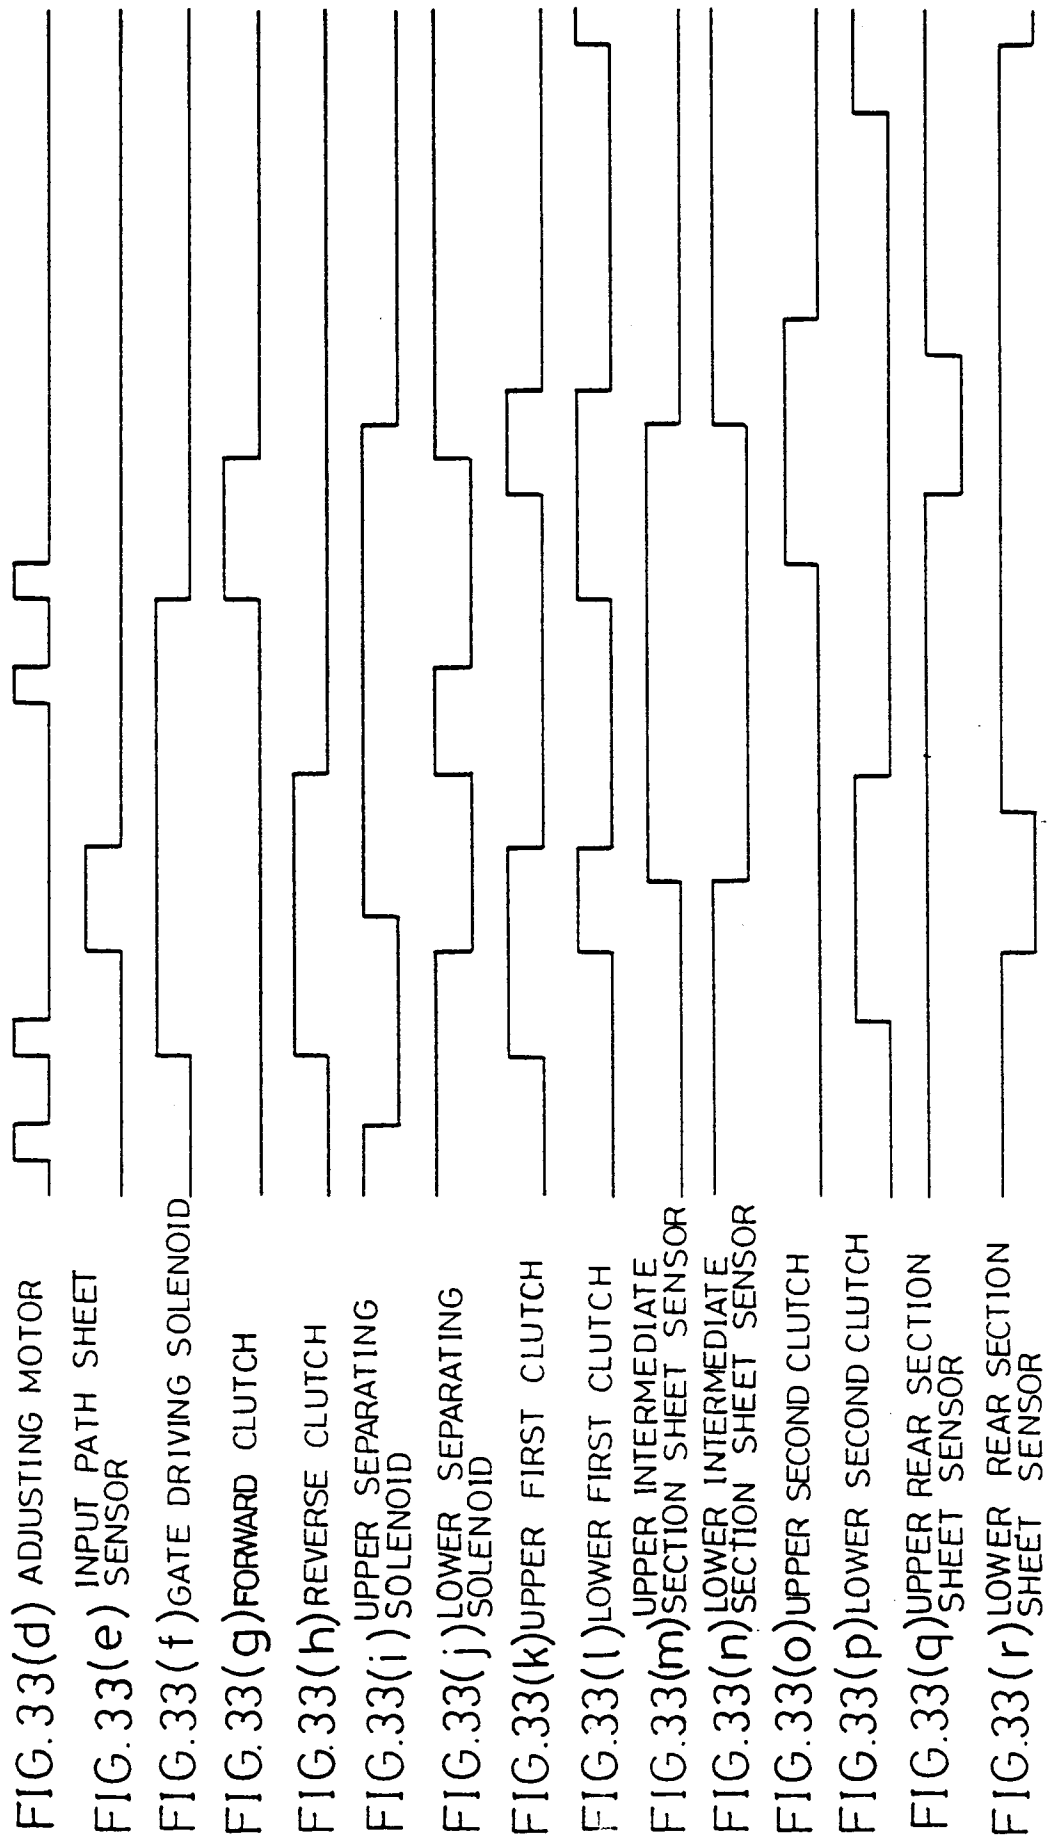 FIG.33(d) ADJUSTING MOTOR
FIG.33(e) INPUT PATH SHEET
SENSOR
FIG.33(f) GATE DRIVING SOLENOID
FIG.33(g) FORWARD CLUTCH
FIG.33(h) REVERSE CLUTCH
FIG.33(i) UPPER SEPARATING
SOLENOID
FIG.33(j) LOWER SEPARATING
SOLENOID
FIG.33(k) UPPER FIRST CLUTCH
FIG.33(l) LOWER FIRST CLUTCH
FIG.33(m) UPPER INTERMEDIATE
SECTION SHEET SENSOR
FIG.33(n) LOWER INTERMEDIATE
SECTION SHEET SENSOR
FIG.33(o) UPPER SECOND CLUTCH
FIG.33(p) LOWER SECOND CLUTCH
FIG.33(q) UPPER REAR SECTION
SHEET SENSOR
FIG.33(r) LOWER REAR SECTION
SHEET SENSOR